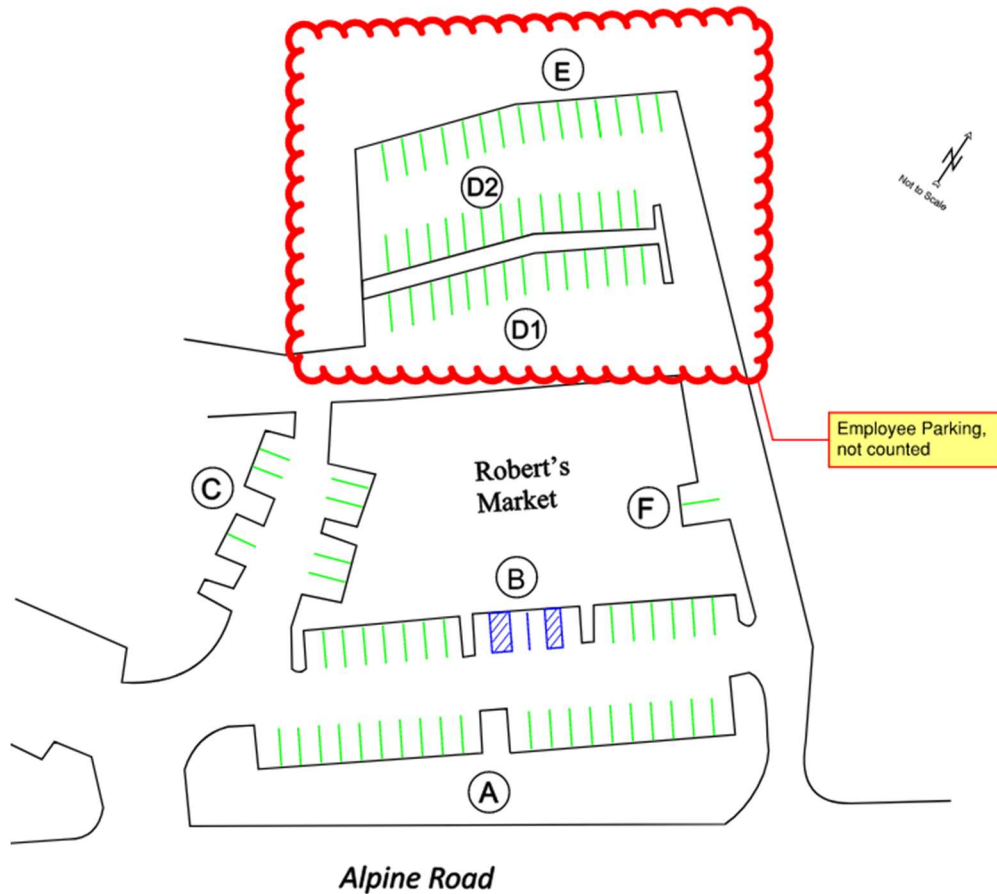 E
D2
N
Not to Scale
D1
Employee Parking,
not counted
C
Robert's
Market
F
B
A
Alpine Road